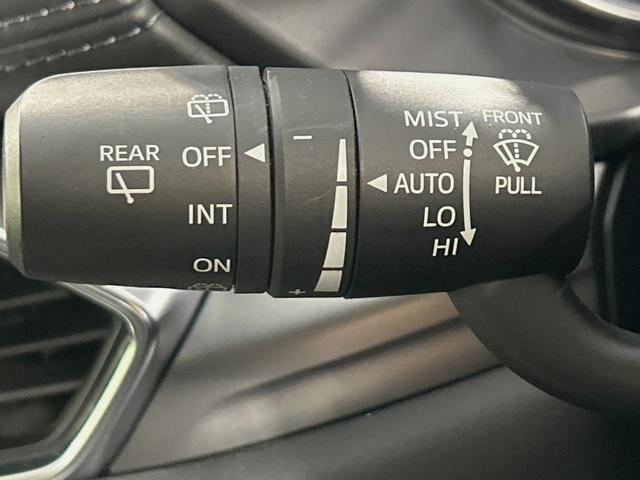 REAR
OFF
INT
ON
−
+
MIST
OFF
AUTO
LO
HI
FRONT
PULL